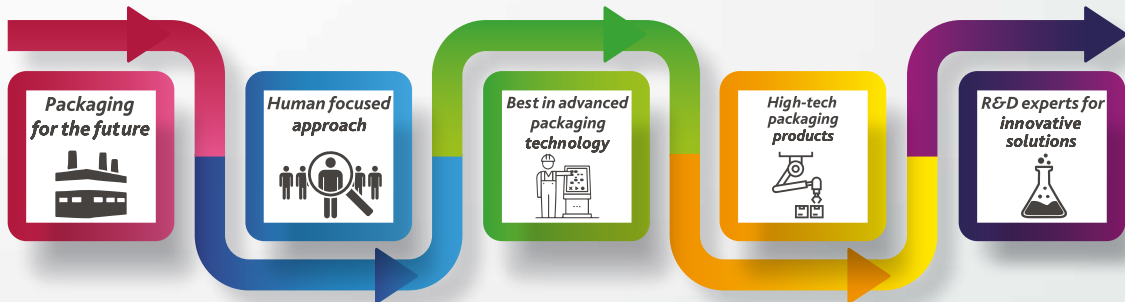 Packaging
for the future
Human focused
approach
Best in advanced
packaging
technology
High-tech
packaging
products
R&D experts for
innovative
solutions